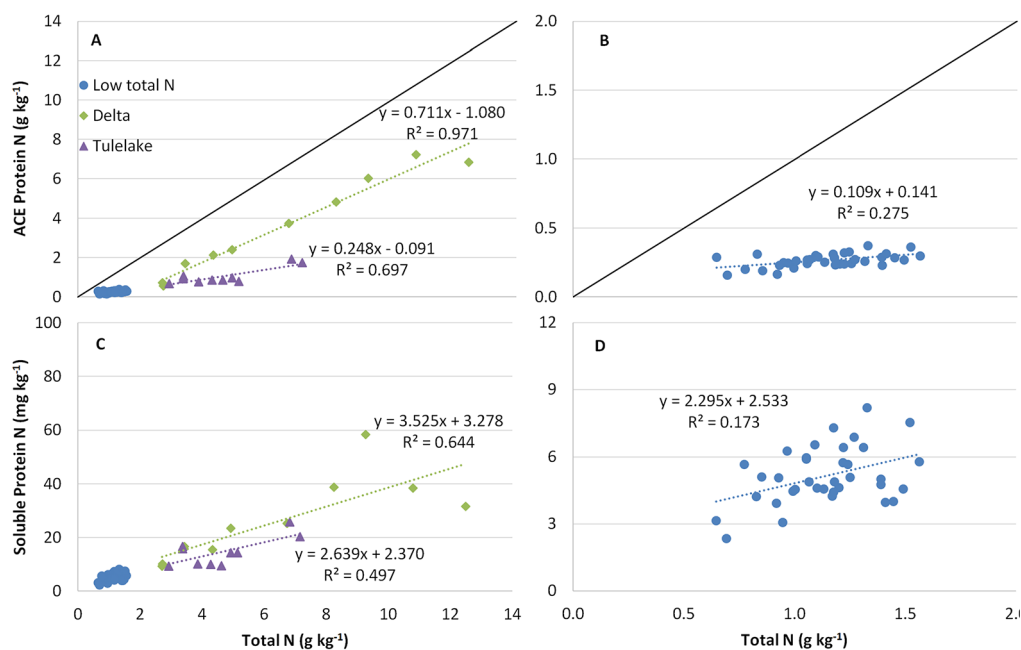 14
12
10
8
6
4
2
0
ACE Protein N (g kg⁻¹)
A
Low total N
Delta
Tulelake
y = 0.711x - 1.080
R² = 0.971
y = 0.248x - 0.091
R² = 0.697
2.0
1.5
1.0
0.5
0.0
B
y = 0.109x + 0.141
R² = 0.275
100
80
60
40
20
0
Soluble Protein N (mg kg⁻¹)
C
y = 3.525x + 3.278
R² = 0.644
y = 2.639x + 2.370
R² = 0.497
0 2 4 6 8 10 12 14
Total N (g kg⁻¹)
12
9
6
3
0
D
y = 2.295x + 2.533
R² = 0.173
0.0 0.5 1.0 1.5 2.0
Total N (g kg⁻¹)